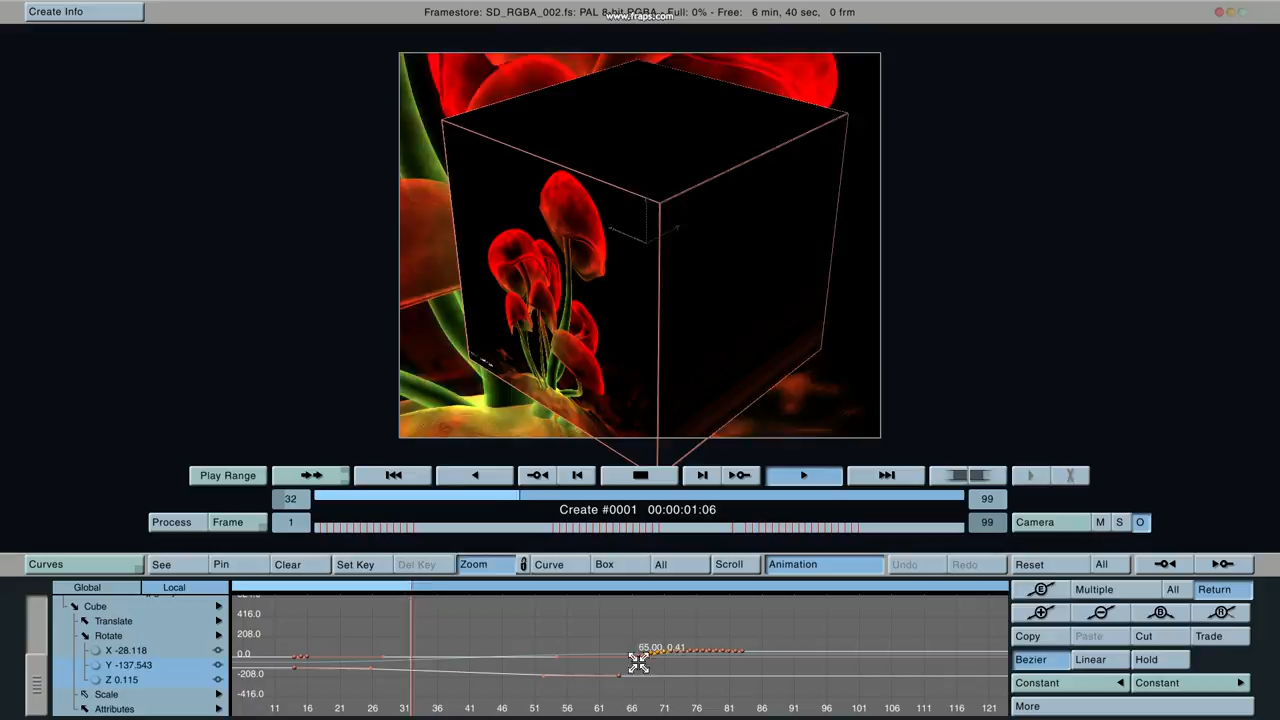 Create Info
Framestore: SD_RGBA_002.fs: PAL 8-bit RGBA - Full: 0% - Free: 6 min, 40 sec, 0 frm
www.fraps.com
Play Range
32
99
Create #0001 00:00:01:06
Process Frame 1
99 Camera M S O
Curves See Pin Clear Set Key Del Key Zoom Curve Box All Scroll Animation Undo Redo Reset All
Global Local
E Multiple All Return
Cube
Translate
Rotate
X -28.118
Y -137.543
Z 0.115
Scale
Attributes
416.0
208.0
0.0
-208.0
-416.0
65.00, 0.41
11 16 21 26 31 36 41 46 51 56 61 66 71 76 81 86 91 96 101 106 111 116 121
B R
Copy Paste Cut Trade
Bezier Linear Hold
Constant Constant
More